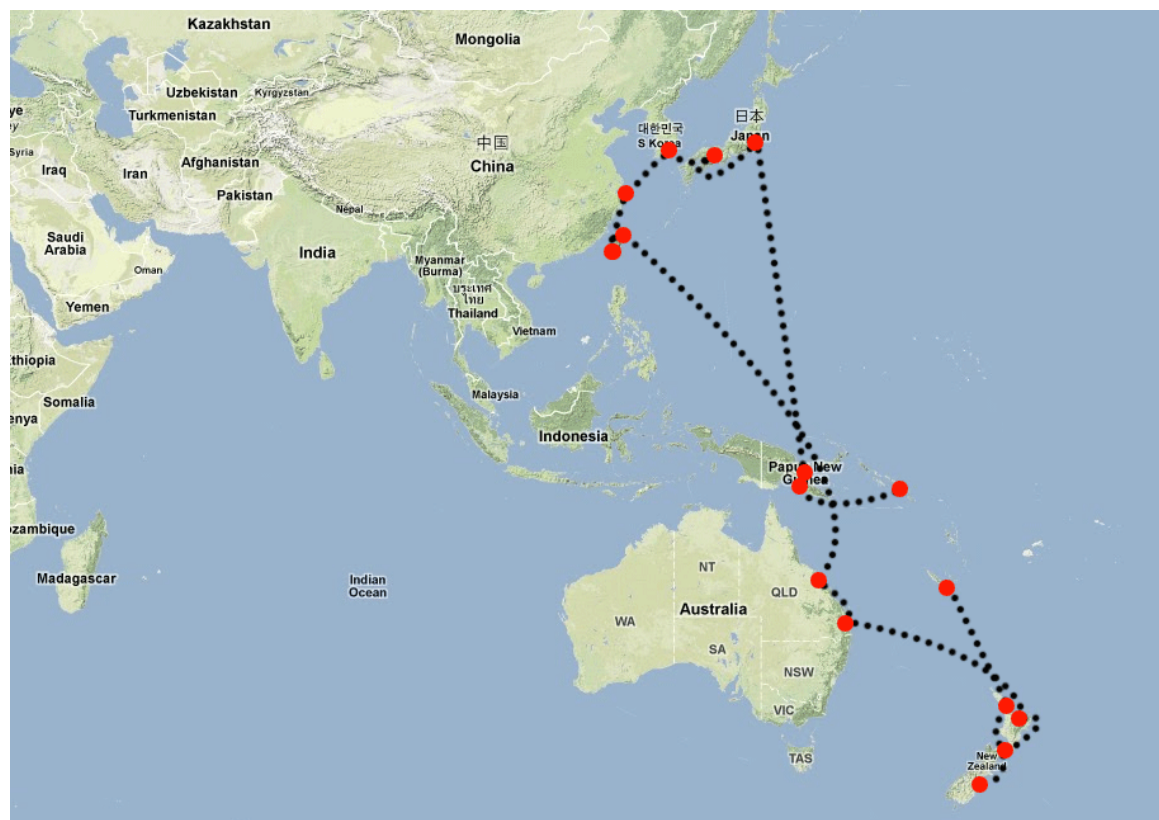 Kazakhstan
Mongolia
Uzbekistan
Kyrgyzstan
Turkmenistan
日本
대한민국
S Korea
Japan
中国
China
Syria
Iraq
Iran
Afghanistan
Pakistan
Nepal
Saudi
Arabia
Oman
India
Myanmar
(Burma)
ประเทศ
ไทย
Thailand
Yemen
Vietnam
thiopia
Somalia
enya
Malaysia
Indonesia
Papua New
Guinea
ozambique
Madagascar
Indian
Ocean
NT
QLD
WA
Australia
SA
NSW
VIC
TAS
New
Zealand